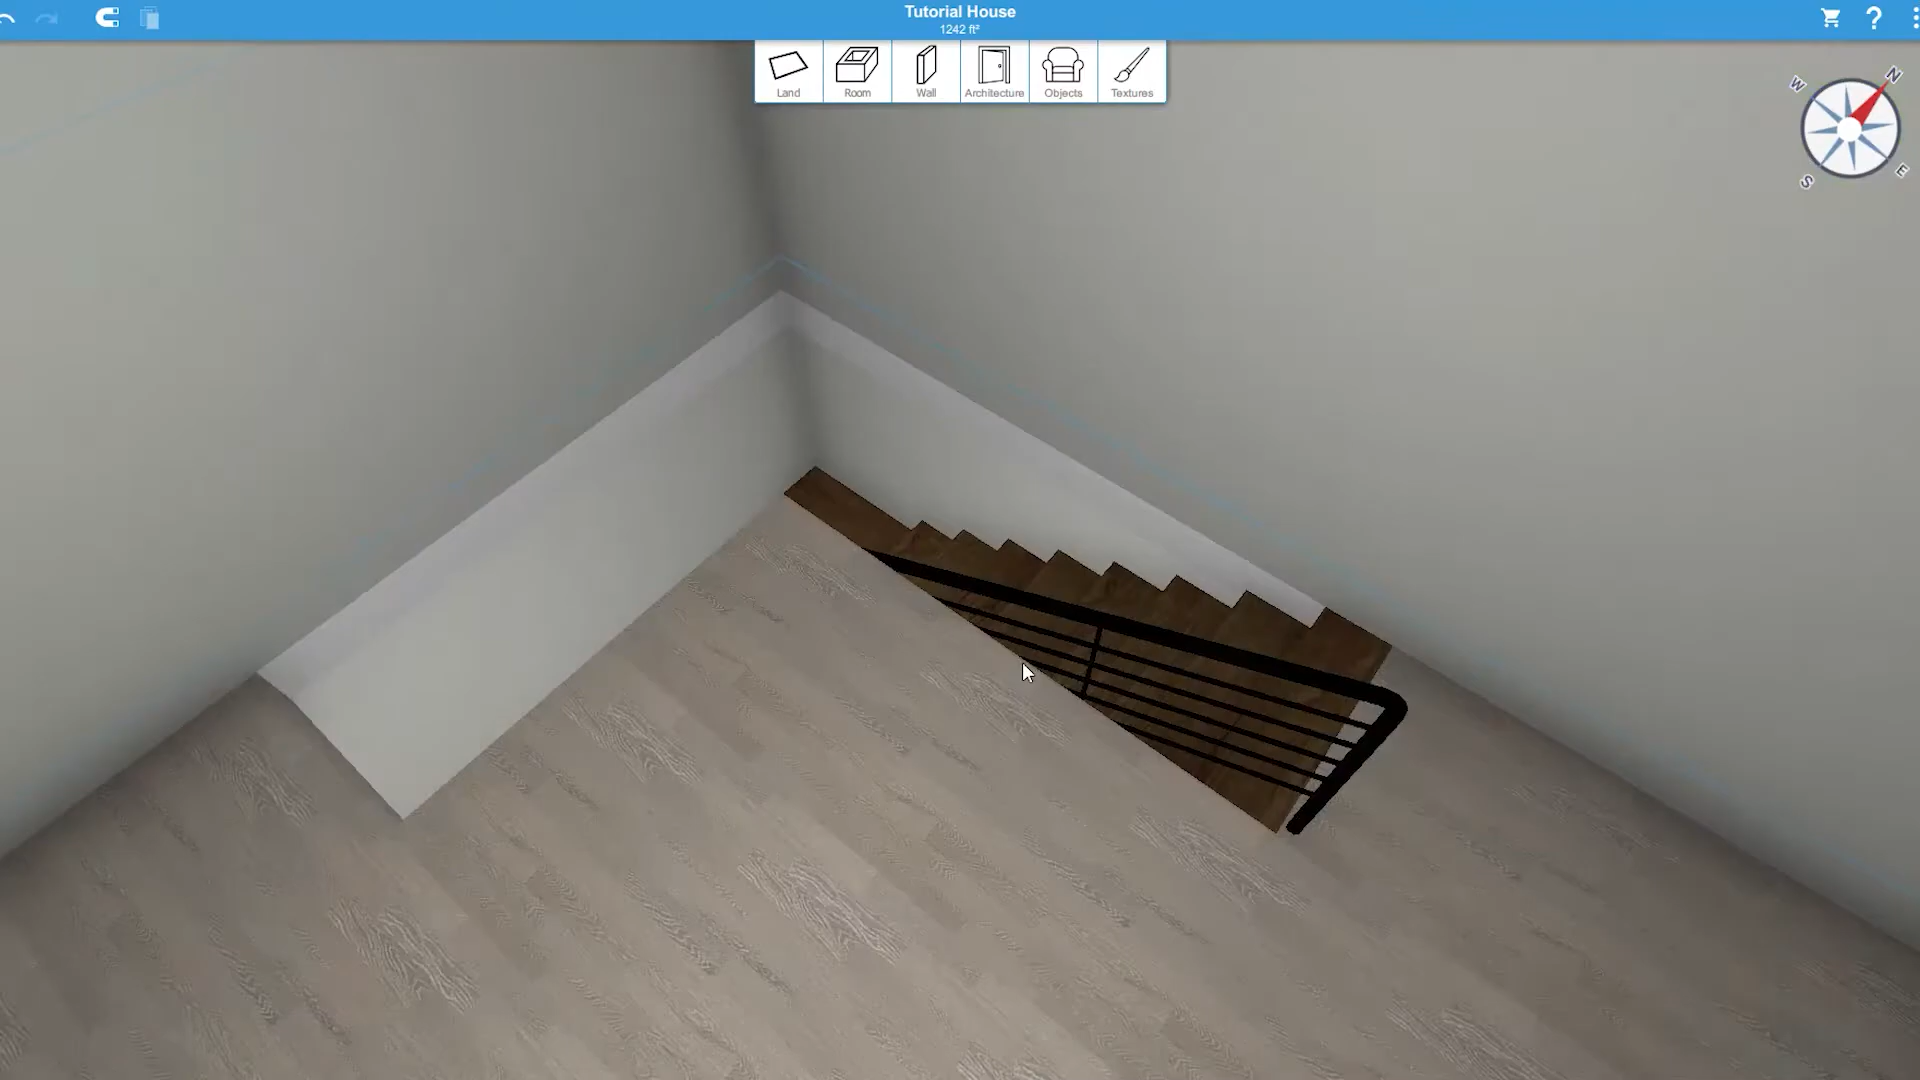 Tutorial House
1242 ft²
Land
Room
Wall
Architecture
Objects
Textures
W
N
S
E